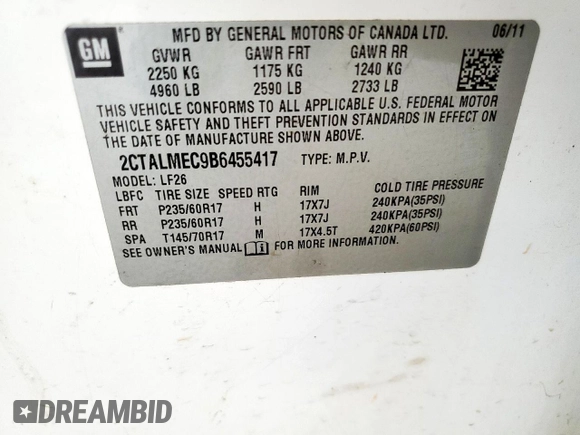 GM
MFD BY GENERAL MOTORS OF CANADA LTD. 06/11
GVWR GAWR FRT GAWR RR
2250 KG 1175 KG 1240 KG
4960 LB 2590 LB 2733 LB
THIS VEHICLE CONFORMS TO ALL APPLICABLE U.S. FEDERAL MOTOR
VEHICLE SAFETY AND THEFT PREVENTION STANDARDS IN EFFECT ON
THE DATE OF MANUFACTURE SHOWN ABOVE.
2CTALMEC9B6455417 TYPE: M.P.V.
MODEL: LF26
LBFC TIRE SIZE SPEED RTG RIM COLD TIRE PRESSURE
FRT P235/60R17 H 17X7J 240KPA(35PSI)
RR P235/60R17 H 17X7J 240KPA(35PSI)
SPA T145/70R17 M 17X4.5T 420KPA(60PSI)
SEE OWNER'S MANUAL i FOR MORE INFORMATION.
DREAMBID